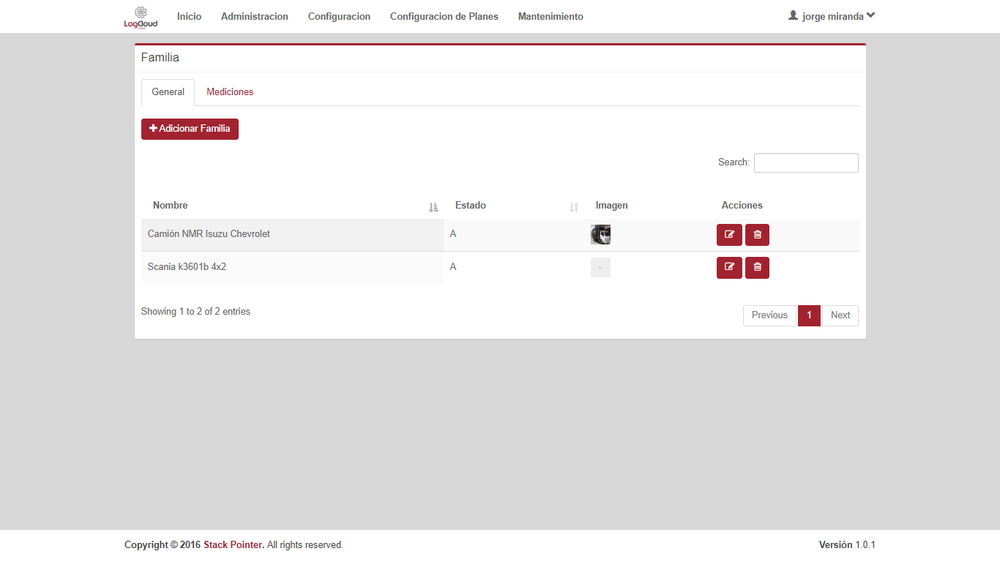 LogCloud
Inicio Administracion Configuracion Configuracion de Planes Mantenimiento jorge miranda
Familia
General Mediciones
Adicionar Familia
Search:
Nombre Estado Imagen Acciones
Camión NMR Isuzu Chevrolet A
Scania k3601b 4x2 A
Showing 1 to 2 of 2 entries
Previous 1 Next
Copyright © 2016 Stack Pointer. All rights reserved.
Versión 1.0.1